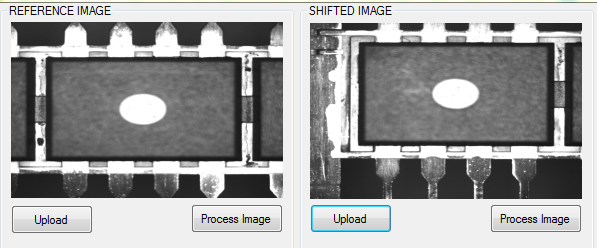 REFERENCE IMAGE
SHIFTED IMAGE
Upload
Process Image
Upload
Process Image